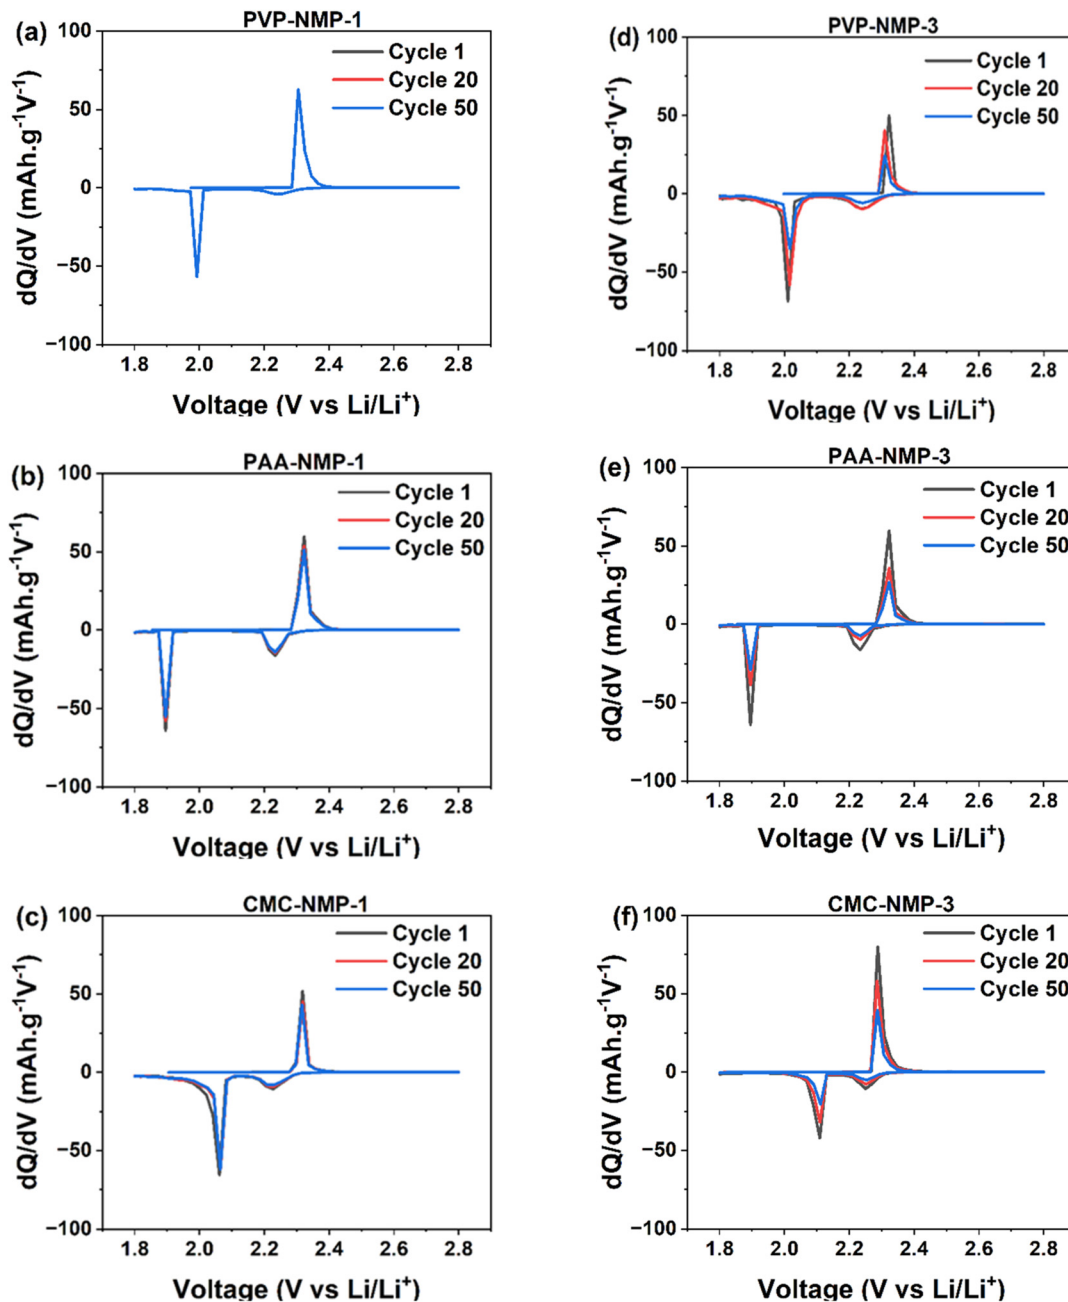 (a)
PVP-NMP-1
Cycle 1
Cycle 20
Cycle 50
100
50
0
−50
−100
dQ/dV (mAh.g⁻¹V⁻¹)
1.8 2.0 2.2 2.4 2.6 2.8
Voltage (V vs Li/Li⁺)
(d)
PVP-NMP-3
Cycle 1
Cycle 20
Cycle 50
100
50
0
−50
−100
dQ/dV (mAh.g⁻¹V⁻¹)
1.8 2.0 2.2 2.4 2.6 2.8
Voltage (V vs Li/Li⁺)
(b)
PAA-NMP-1
Cycle 1
Cycle 20
Cycle 50
100
50
0
−50
−100
dQ/dV (mAh.g⁻¹V⁻¹)
1.8 2.0 2.2 2.4 2.6 2.8
Voltage (V vs Li/Li⁺)
(e)
PAA-NMP-3
Cycle 1
Cycle 20
Cycle 50
100
50
0
−50
−100
dQ/dV (mAh.g⁻¹V⁻¹)
1.8 2.0 2.2 2.4 2.6 2.8
Voltage (V vs Li/Li⁺)
(c)
CMC-NMP-1
Cycle 1
Cycle 20
Cycle 50
100
50
0
−50
−100
dQ/dV (mAh.g⁻¹V⁻¹)
1.8 2.0 2.2 2.4 2.6 2.8
Voltage (V vs Li/Li⁺)
(f)
CMC-NMP-3
Cycle 1
Cycle 20
Cycle 50
100
50
0
−50
−100
dQ/dV (mAh.g⁻¹V⁻¹)
1.8 2.0 2.2 2.4 2.6 2.8
Voltage (V vs Li/Li⁺)